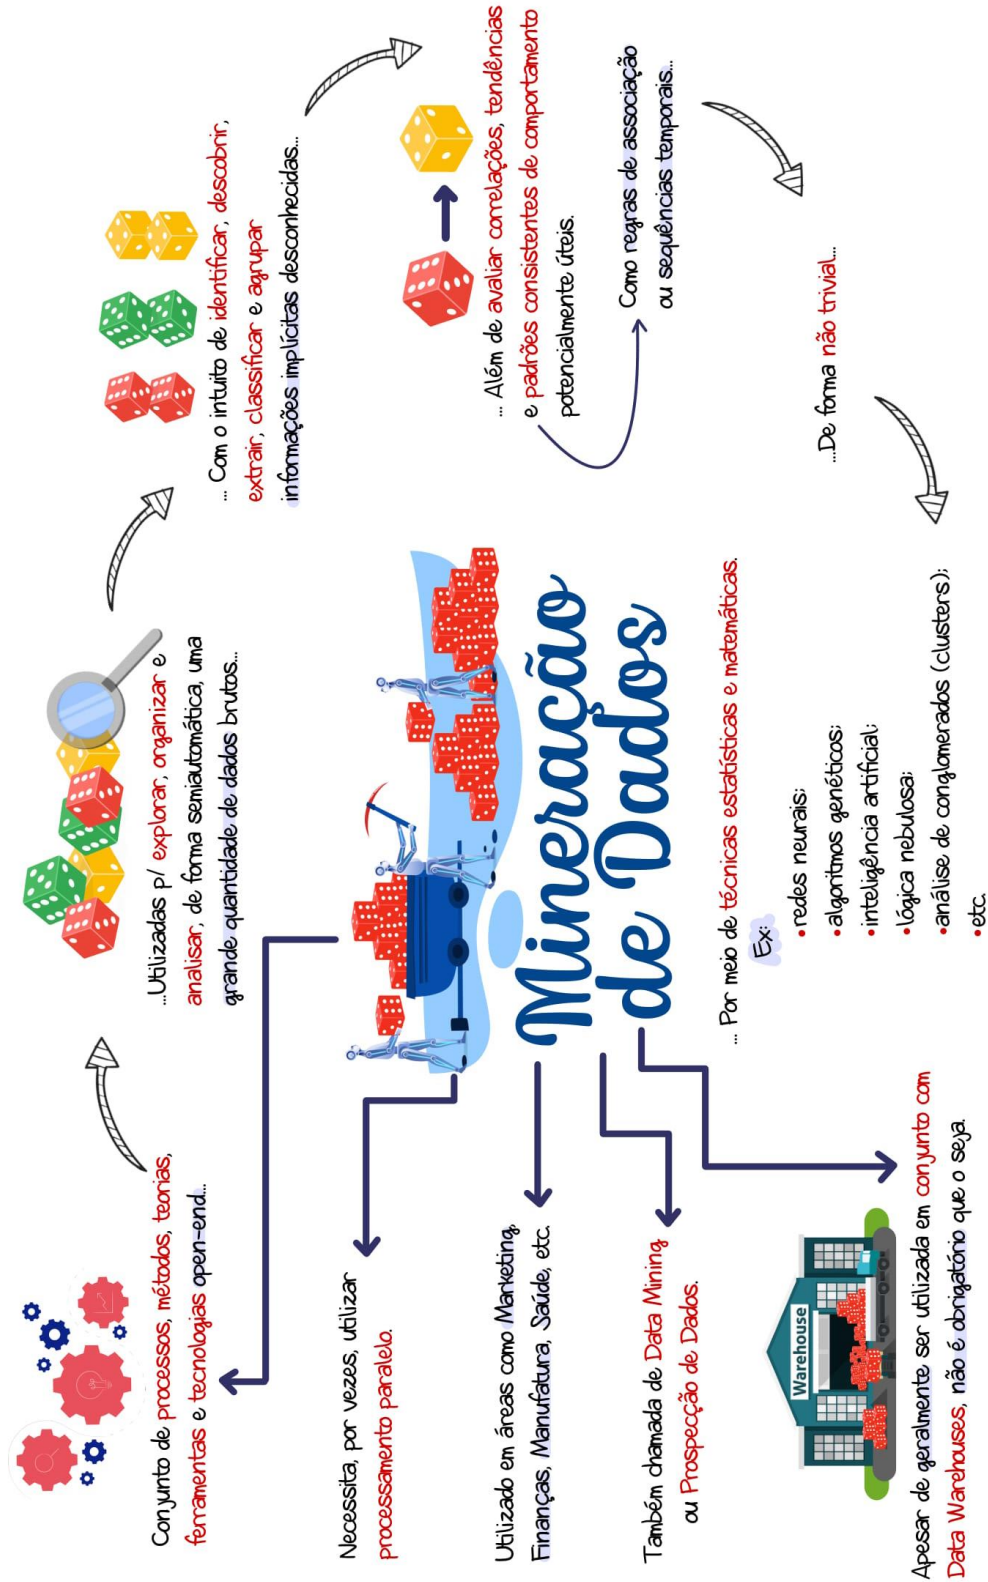 Mineração
de Dados
Conjunto de processos, métodos, teorias,
ferramentas e tecnologias open-end...
...Utilizadas p/ explorar, organizar e
analisar, de forma semiautomática, uma
grande quantidade de dados brutos...
... Com o intuito de identificar, descobrir,
extrair, classificar e agrupar
informações implícitas desconhecidas...
... Além de avaliar correlações, tendências
e padrões consistentes de comportamento
potencialmente úteis.
Como regras de associação
ou sequências temporais...
...De forma não trivial...
... Por meio de técnicas estatísticas e matemáticas.
Ex:
• redes neurais;
• algoritmos genéticos;
• inteligência artificial;
• lógica nebulosa;
• análise de conglomerados (clusters);
• etc.
Necessita, por vezes, utilizar
processamento paralelo.
Utilizado em áreas como Marketing,
Finanças, Manufatura, Saúde, etc.
Também chamada de Data Mining
ou Prospecção de Dados.
Warehouse
Apesar de geralmente ser utilizada em conjunto com
Data Warehouses, não é obrigatório que o seja.